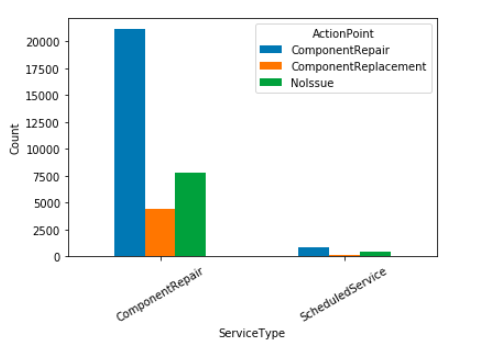 ActionPoint
ComponentRepair
ComponentReplacement
NoIssue
20000
17500
15000
12500
10000
7500
5000
2500
0
Count
ComponentRepair
ScheduledService
ServiceType